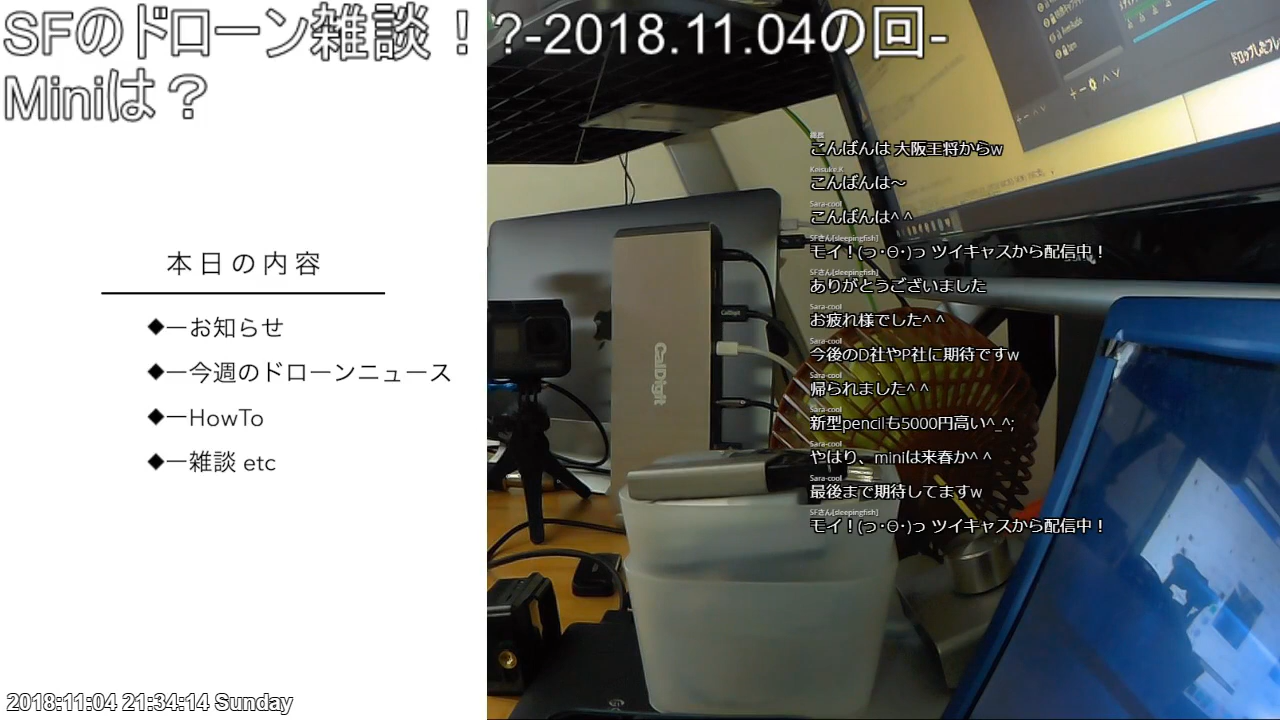 SFのドローン雑談！？-2018.11.04の回-
Miniは？
本日の内容
◆ーお知らせ
◆ー今週のドローンニュース
◆ーHowTo
◆ー雑談 etc
2018:11:04 21:34:14 Sunday
こんばんは 大阪王将からw
Keisuke.K
こんばんは～
Sara-cool
こんばんは^ ^
SFさん[sleepingfish]
モイ！(っ･Θ･)っ ツイキャスから配信中！
SFさん[sleepingfish]
ありがとうございました
Sara-cool
お疲れ様でした^ ^
Sara-cool
今後のD社やP社に期待ですw
Sara-cool
帰られました^ ^
Sara-cool
新型pencilも5000円高い^_^;
Sara-cool
やはり、miniは来春か^ ^
Sara-cool
最後まで期待してますw
SFさん[sleepingfish]
モイ！(っ･Θ･)っ ツイキャスから配信中！
CalDigit
CalDigit